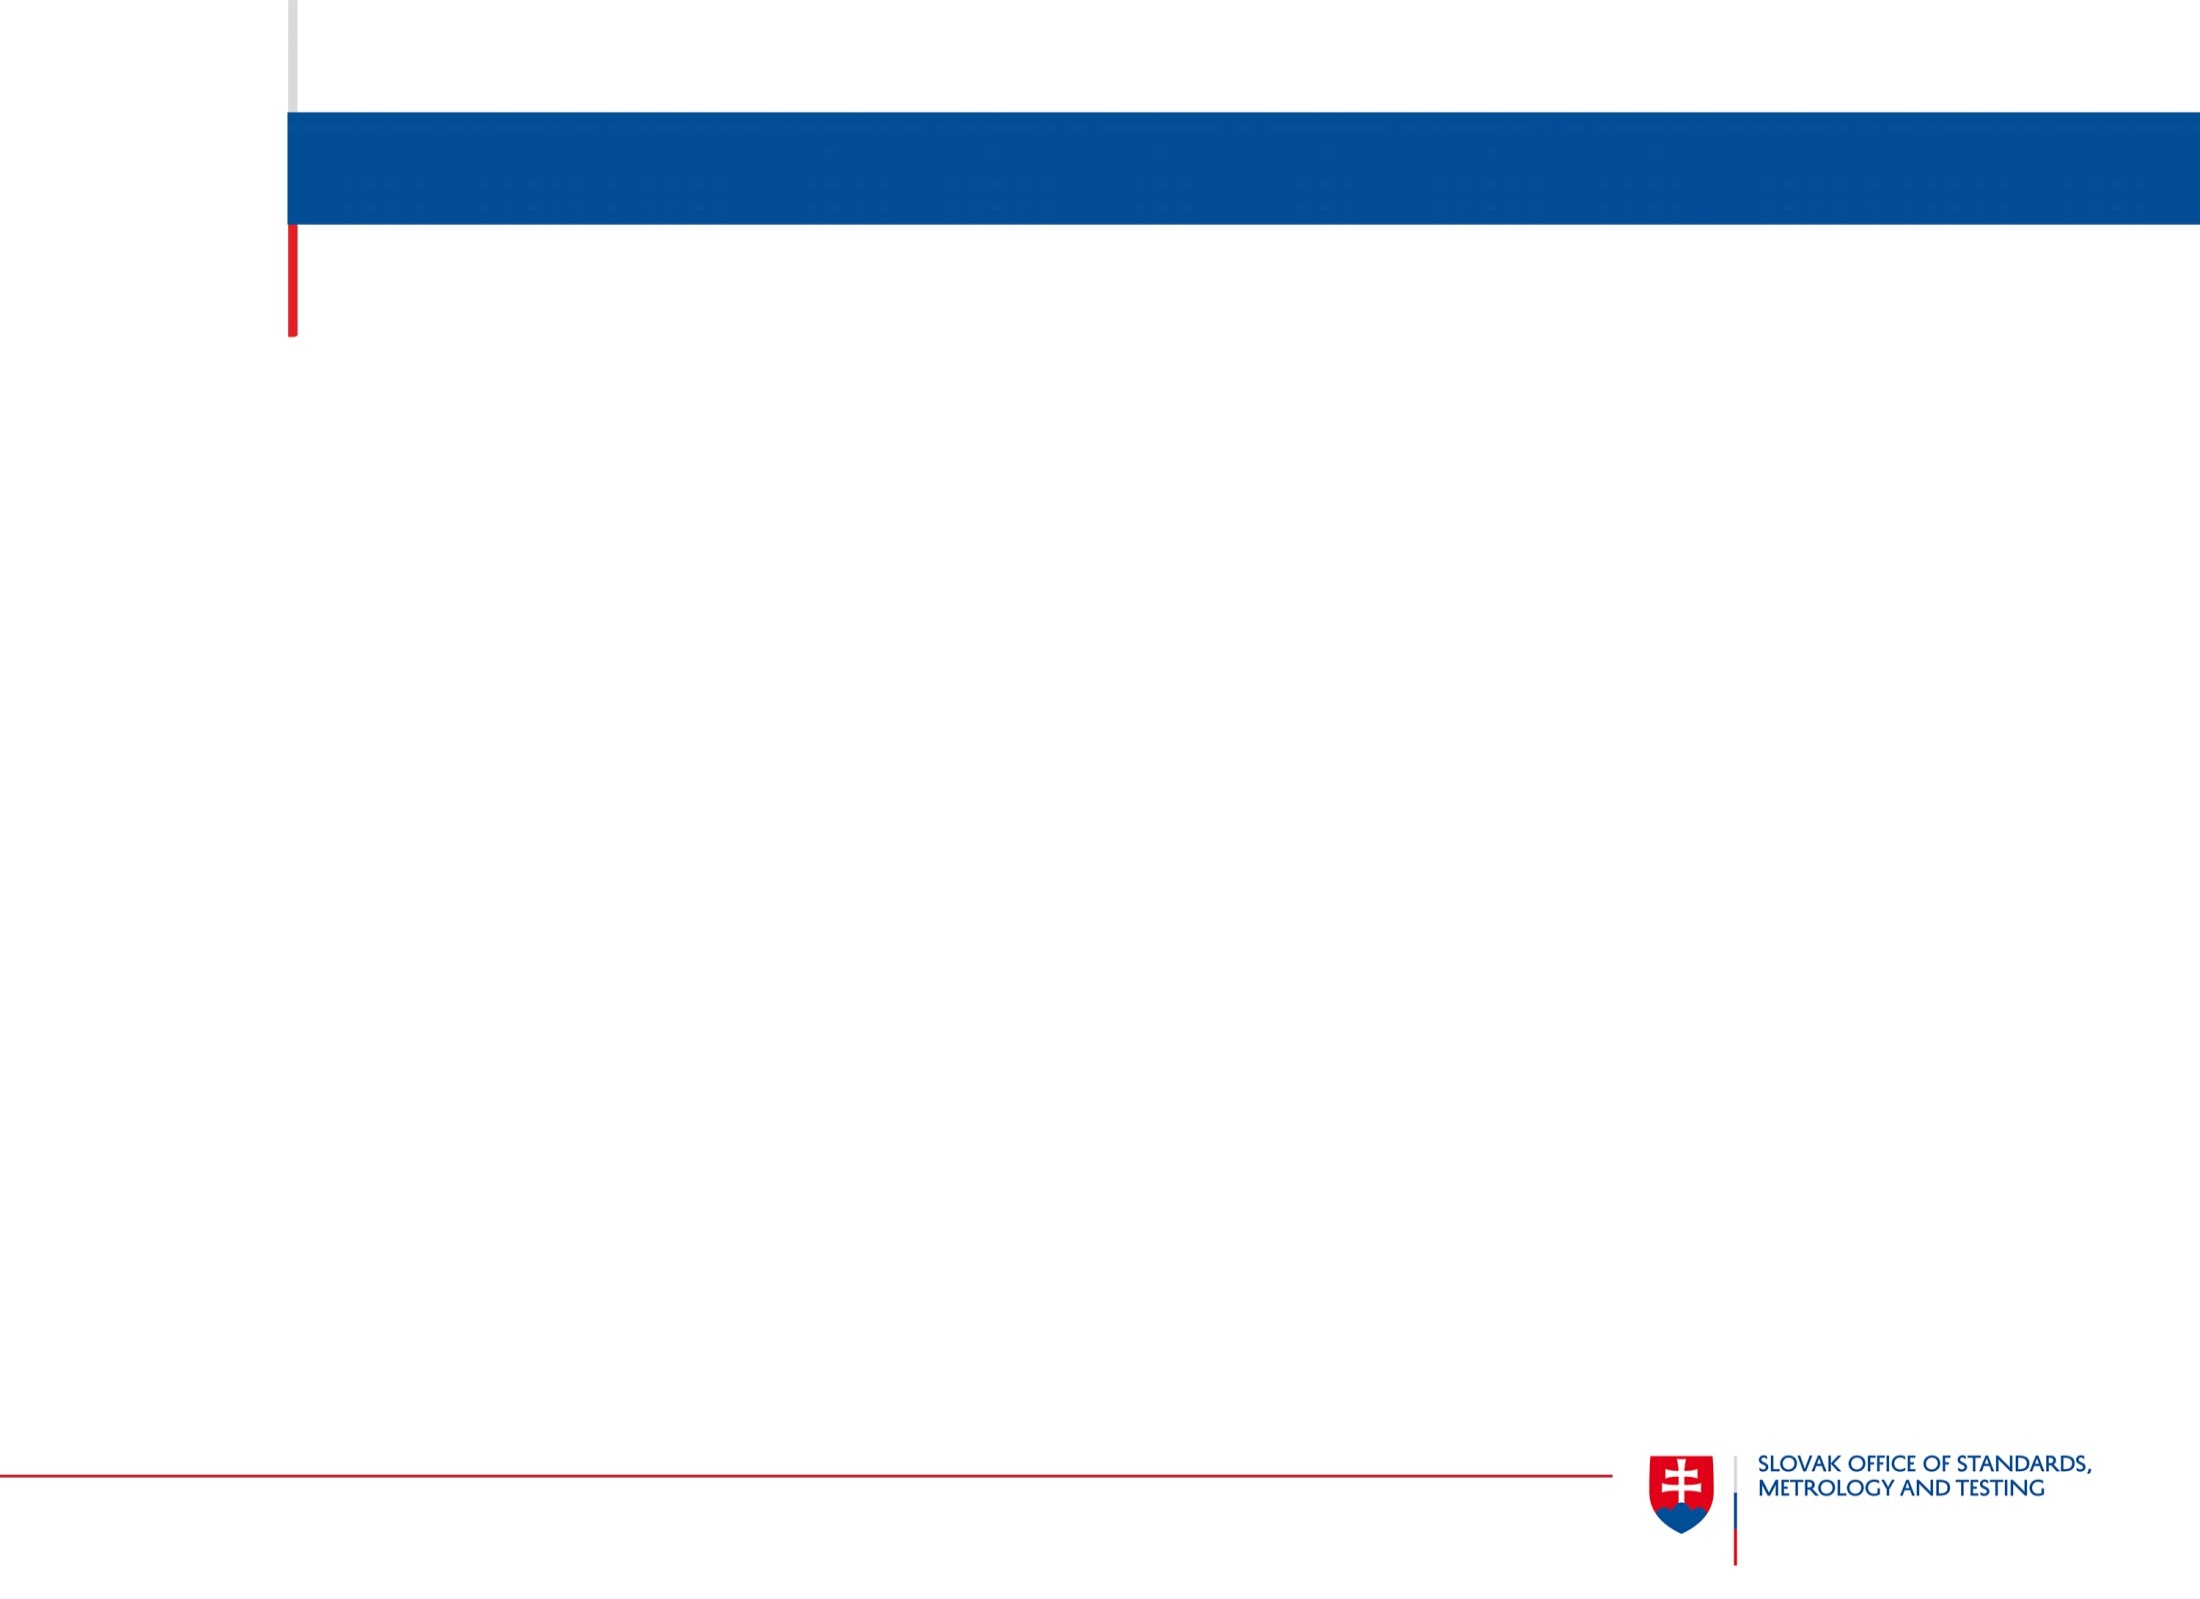 SLOVAK OFFICE OF STANDARDS,
METROLOGY AND TESTING